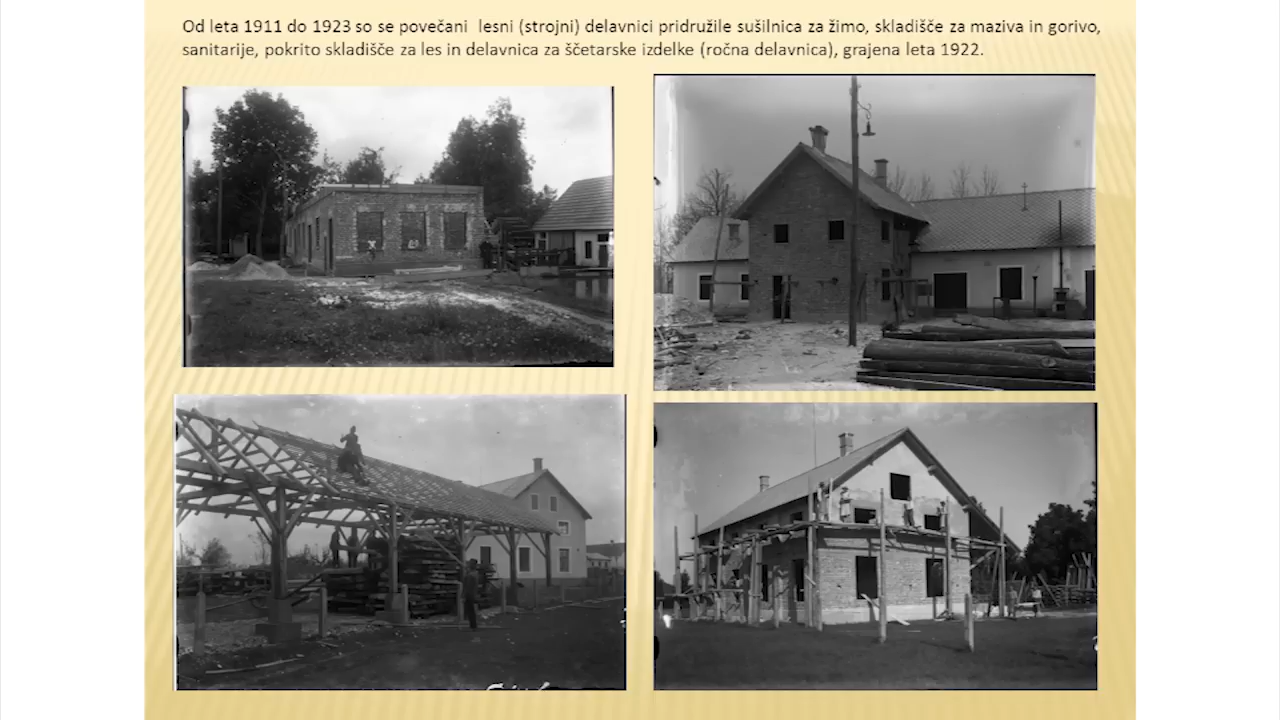 Od leta 1911 do 1923 so se povečani  lesni (strojni) delavnici pridružile sušilnica za žimo, skladišče za maziva in gorivo,
sanitarije, pokrito skladišče za les in delavnica za ščetarske izdelke (ročna delavnica), grajena leta 1922.